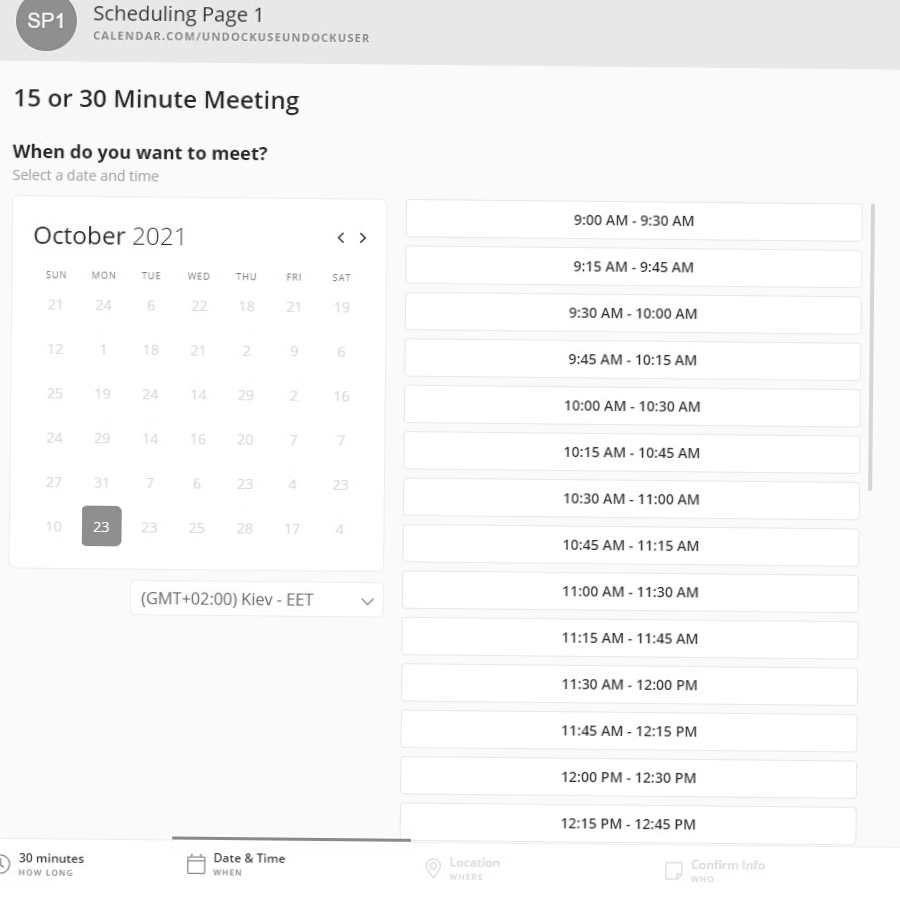 SP1
Scheduling Page 1
CALENDAR.COM/UNDOCKUSEUNDOCKUSER
15 or 30 Minute Meeting
When do you want to meet?
Select a date and time
October 2021
SUN MON TUE WED THU FRI SAT
21 24 6 22 18 21 19
12 1 18 21 2 9 6
25 19 24 14 29 2 16
24 29 14 16 20 7 7
27 31 7 6 23 4 23
10 23 23 25 28 17 4
(GMT+02:00) Kiev - EET
9:00 AM - 9:30 AM
9:15 AM - 9:45 AM
9:30 AM - 10:00 AM
9:45 AM - 10:15 AM
10:00 AM - 10:30 AM
10:15 AM - 10:45 AM
10:30 AM - 11:00 AM
10:45 AM - 11:15 AM
11:00 AM - 11:30 AM
11:15 AM - 11:45 AM
11:30 AM - 12:00 PM
11:45 AM - 12:15 PM
12:00 PM - 12:30 PM
12:15 PM - 12:45 PM
30 minutes
HOW LONG
Date & Time
WHEN
Location
WHERE
Confirm Info
WHO